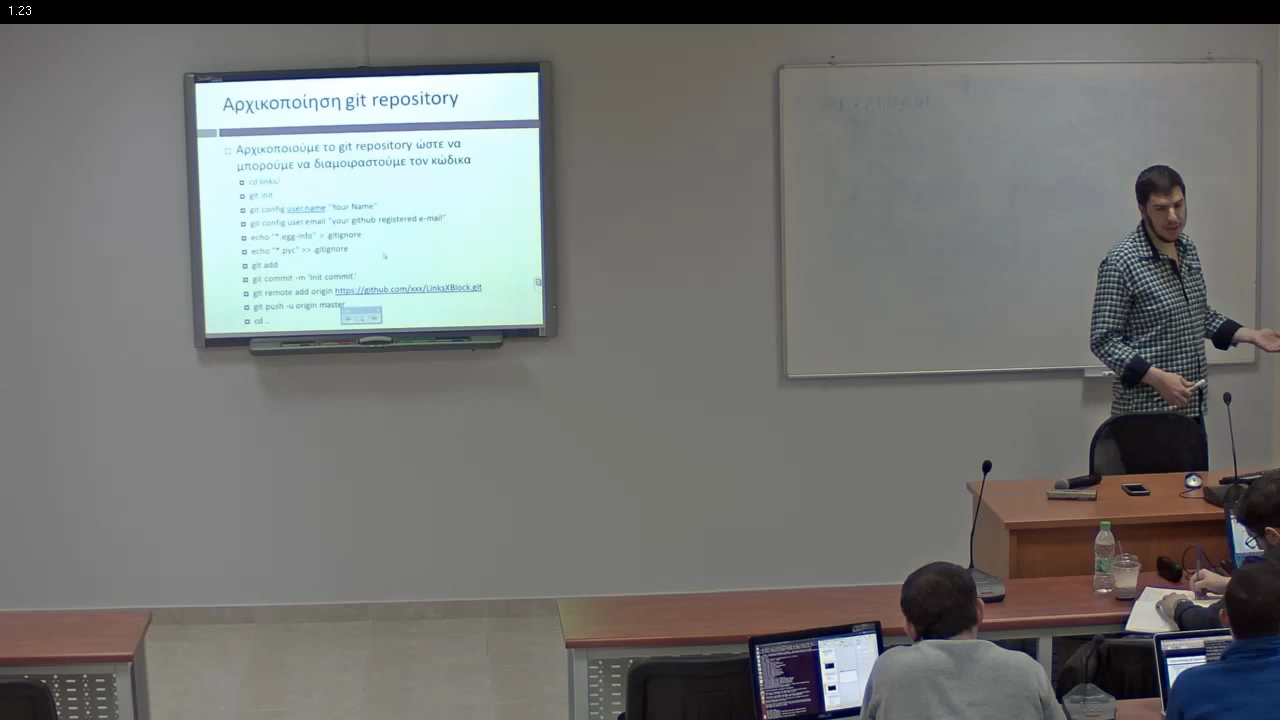 1.23
Αρχικοποίηση git repository
Αρχικοποιούμε το git repository ώστε να
μπορούμε να διαμοιραστούμε τον κώδικα
cd links/
git init
git config user.name "Your Name"
git config user.email "your github registered e-mail"
echo "*.egg-info" > .gitignore
echo "*.pyc" >> .gitignore
git add
git commit -m 'Init commit'
git remote add origin https://github.com/xxx/LinksXBlock.git
git push -u origin master
cd ..